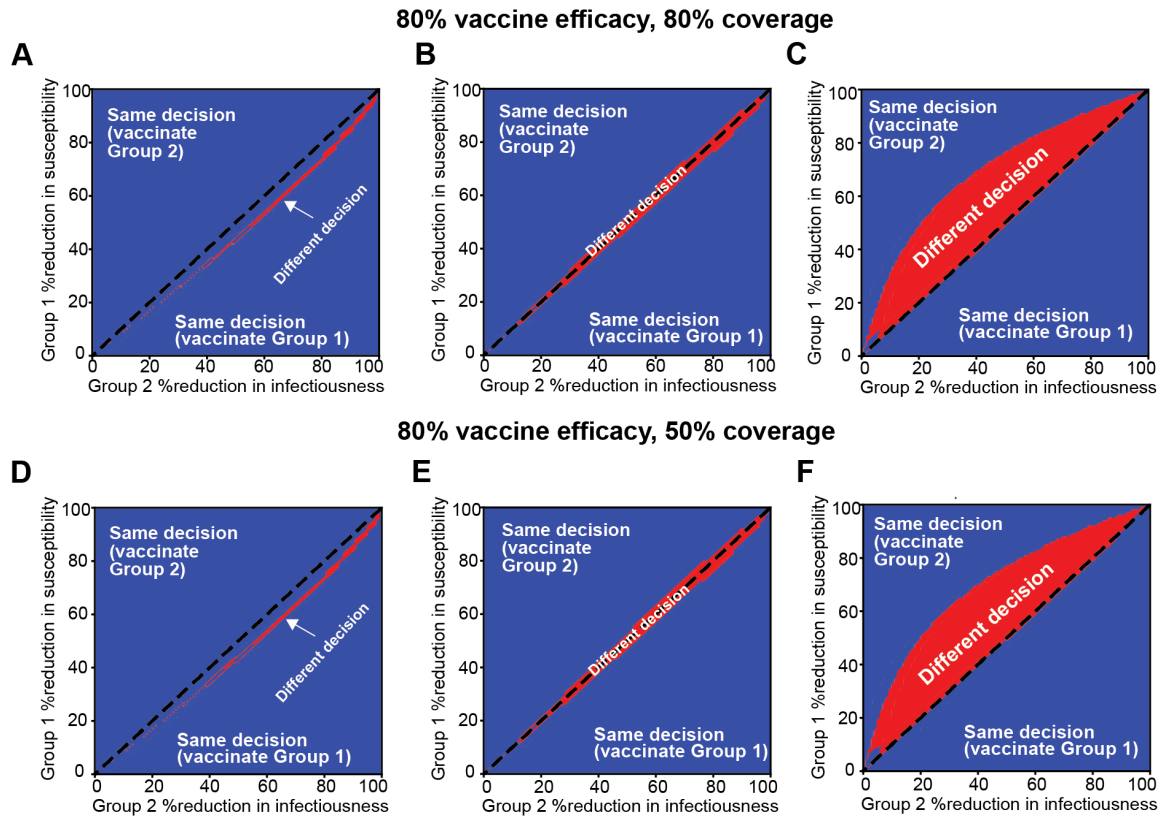 80% vaccine efficacy, 80% coverage
A
B
C
Group 1 %reduction in susceptibility
100
80
60
40
20
0
Same decision
(vaccinate
Group 2)
Different decision
Same decision
(vaccinate Group 1)
0 20 40 60 80 100
Group 2 %reduction in infectiousness
Group 1 %reduction in susceptibility
100
80
60
40
20
0
Same decision
(vaccinate
Group 2)
Different decision
Same decision
(vaccinate Group 1)
0 20 40 60 80 100
Group 2 %reduction in infectiousness
Group 1 %reduction in susceptibility
100
80
60
40
20
0
Same decision
(vaccinate
Group 2)
Different decision
Same decision
(vaccinate Group 1)
0 20 40 60 80 100
Group 2 %reduction in infectiousness
80% vaccine efficacy, 50% coverage
D
E
F
Group 1 %reduction in susceptibility
100
80
60
40
20
0
Same decision
(vaccinate
Group 2)
Different decision
Same decision
(vaccinate Group 1)
0 20 40 60 80 100
Group 2 %reduction in infectiousness
Group 1 %reduction in susceptibility
100
80
60
40
20
0
Same decision
(vaccinate
Group 2)
Different decision
Same decision
(vaccinate Group 1)
0 20 40 60 80 100
Group 2 %reduction in infectiousness
Group 1 %reduction in susceptibility
100
80
60
40
20
0
Same decision
(vaccinate
Group 2)
Different decision
Same decision
(vaccinate Group 1)
0 20 40 60 80 100
Group 2 %reduction in infectiousness